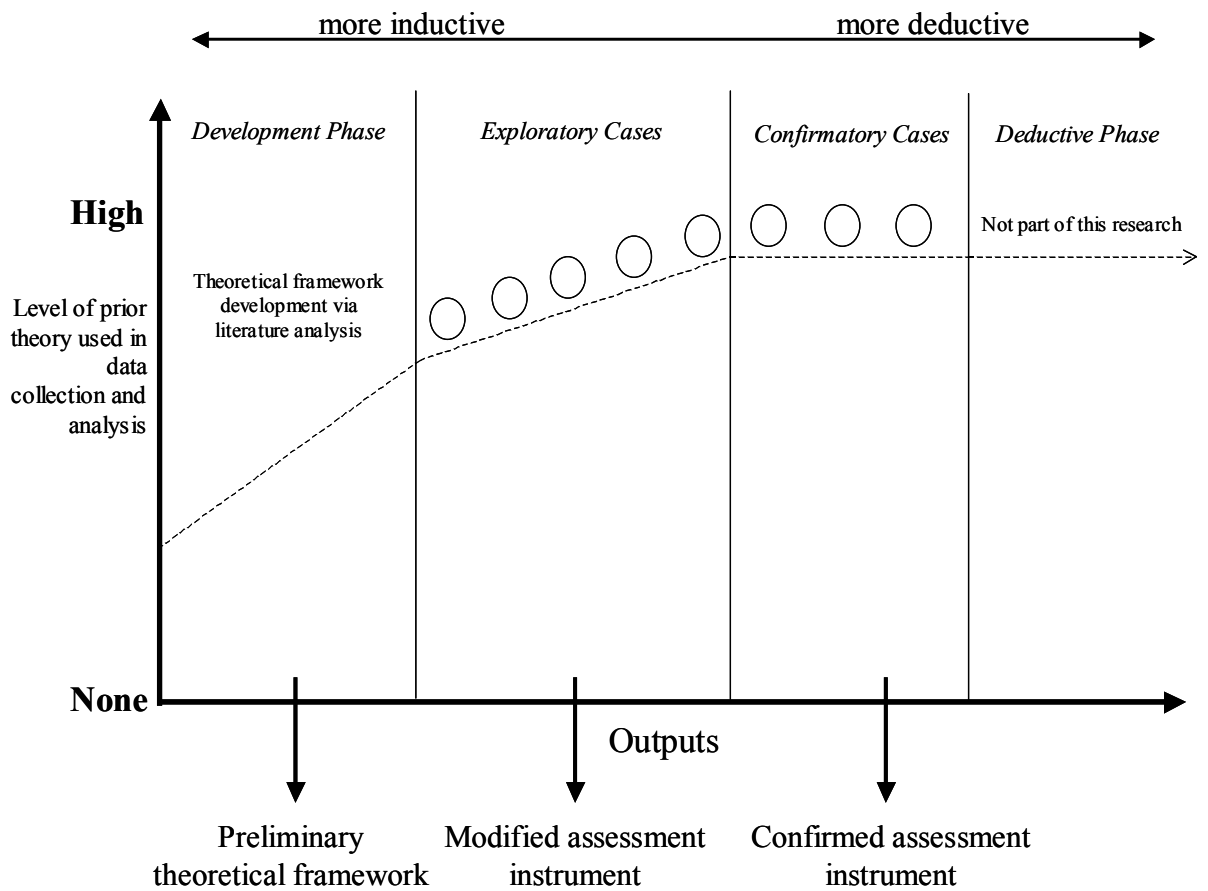 more inductive
more deductive
Development Phase
Exploratory Cases
Confirmatory Cases
Deductive Phase
High
Not part of this research
Theoretical framework
development via
literature analysis
Level of prior
theory used in
data
collection and
analysis
None
Outputs
Preliminary
theoretical framework
Modified assessment
instrument
Confirmed assessment
instrument